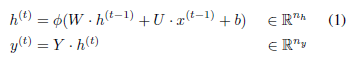 h^{(t)} = ϕ(W · h^{(t−1)} + U · x^{(t−1)} + b) ∈ ℝ^{n_h} (1)
y^{(t)} = Y · h^{(t)} ∈ ℝ^{n_y}